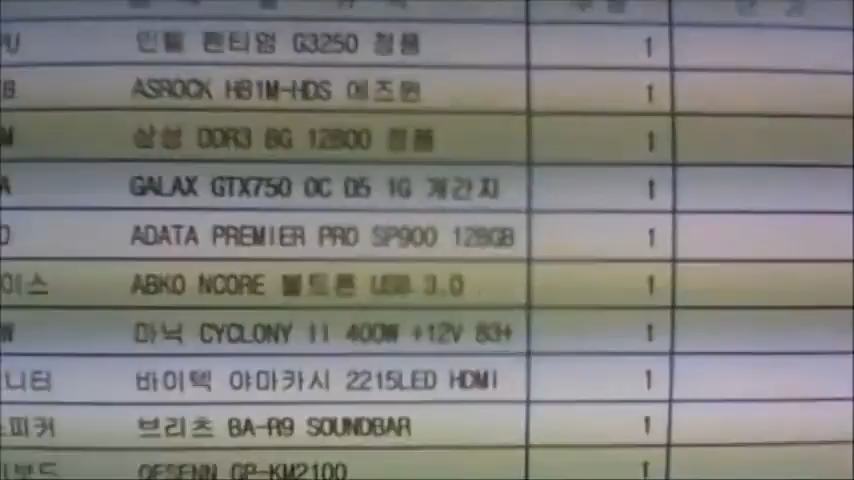 인텔 펜티엄 G3250 정품 1
ASROCK H81M-HDS 에즈윈 1
삼성 DDR3 8G 12800 정품 1
GALAX GTX750 OC D5 1G 개간지 1
ADATA PREMIER PRO SP900 128GB 1
이스 ABKO NCORE 볼트론 USB 3.0 1
마닉 CYCLONY II 400W +12V 83+ 1
니터 바이텍 야마카시 2215LED HDMI 1
피커 브리츠 BA-R9 SOUNDBAR 1
보드 QESENN GP-KM2100 1